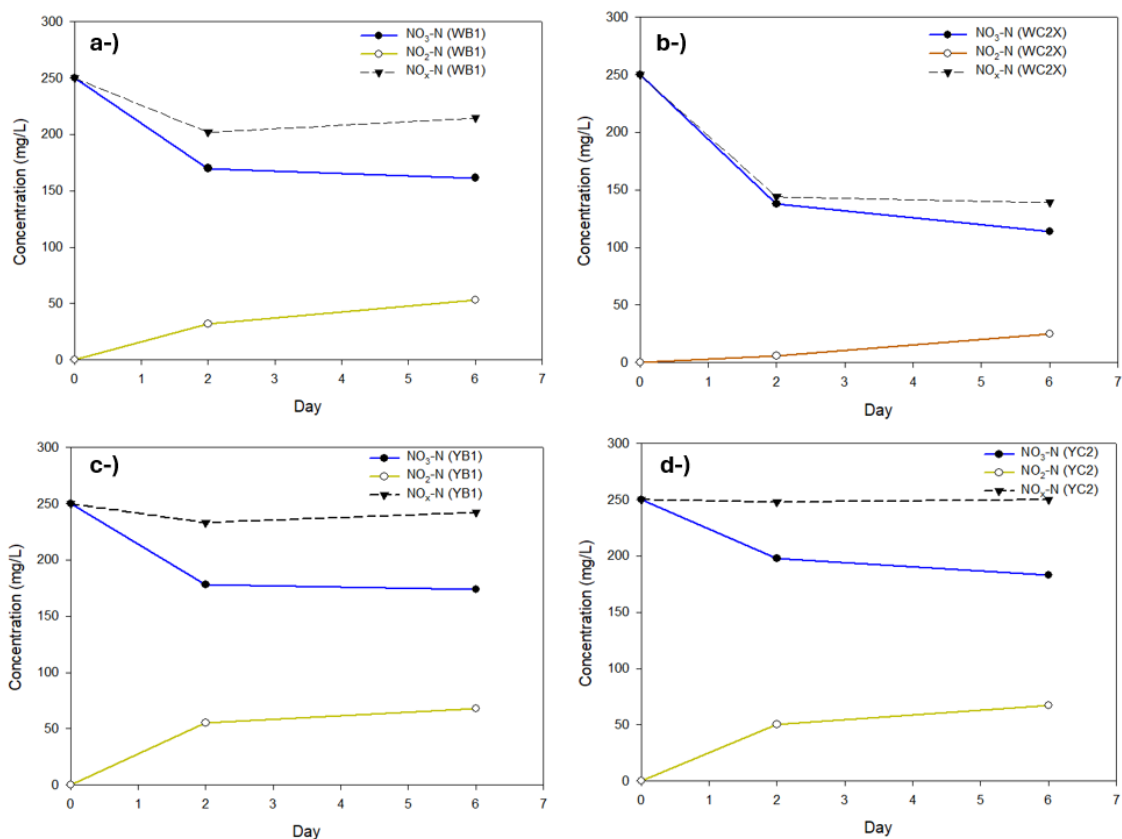 a-)
NO₃-N (WB1)
NO₂-N (WB1)
NOₓ-N (WB1)
Concentration (mg/L)
300
250
200
150
100
50
0
0 1 2 3 4 5 6 7
Day
b-)
NO₃-N (WC2X)
NO₂-N (WC2X)
NOₓ-N (WC2X)
Concentration (mg/L)
300
250
200
150
100
50
0
0 1 2 3 4 5 6 7
Day
c-)
NO₃-N (YB1)
NO₂-N (YB1)
NOₓ-N (YB1)
Concentration (mg/L)
300
250
200
150
100
50
0
0 1 2 3 4 5 6 7
Day
d-)
NO₃-N (YC2)
NO₂-N (YC2)
NOₓ-N (YC2)
Concentration (mg/L)
300
250
200
150
100
50
0
0 1 2 3 4 5 6 7
Day